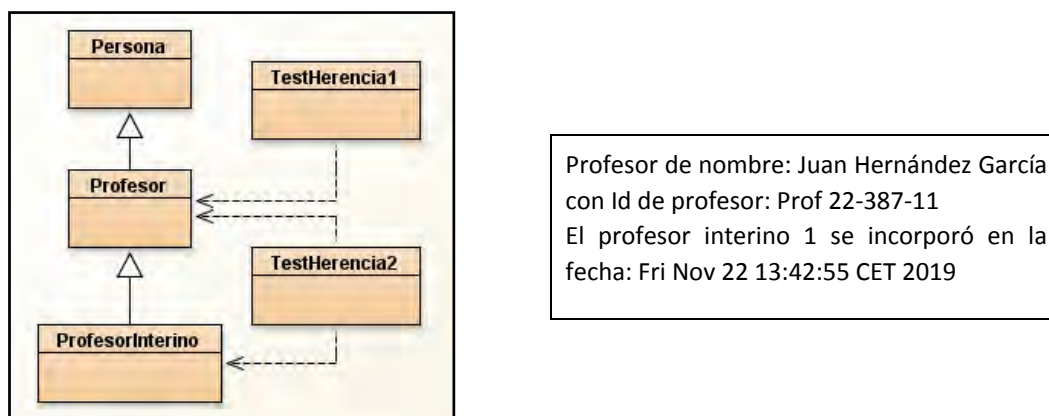 Persona
TestHerencia1
Profesor
TestHerencia2
ProfesorInterino
Profesor de nombre: Juan Hernández García
con Id de profesor: Prof 22-387-11
El profesor interino 1 se incorporó en la
fecha: Fri Nov 22 13:42:55 CET 2019